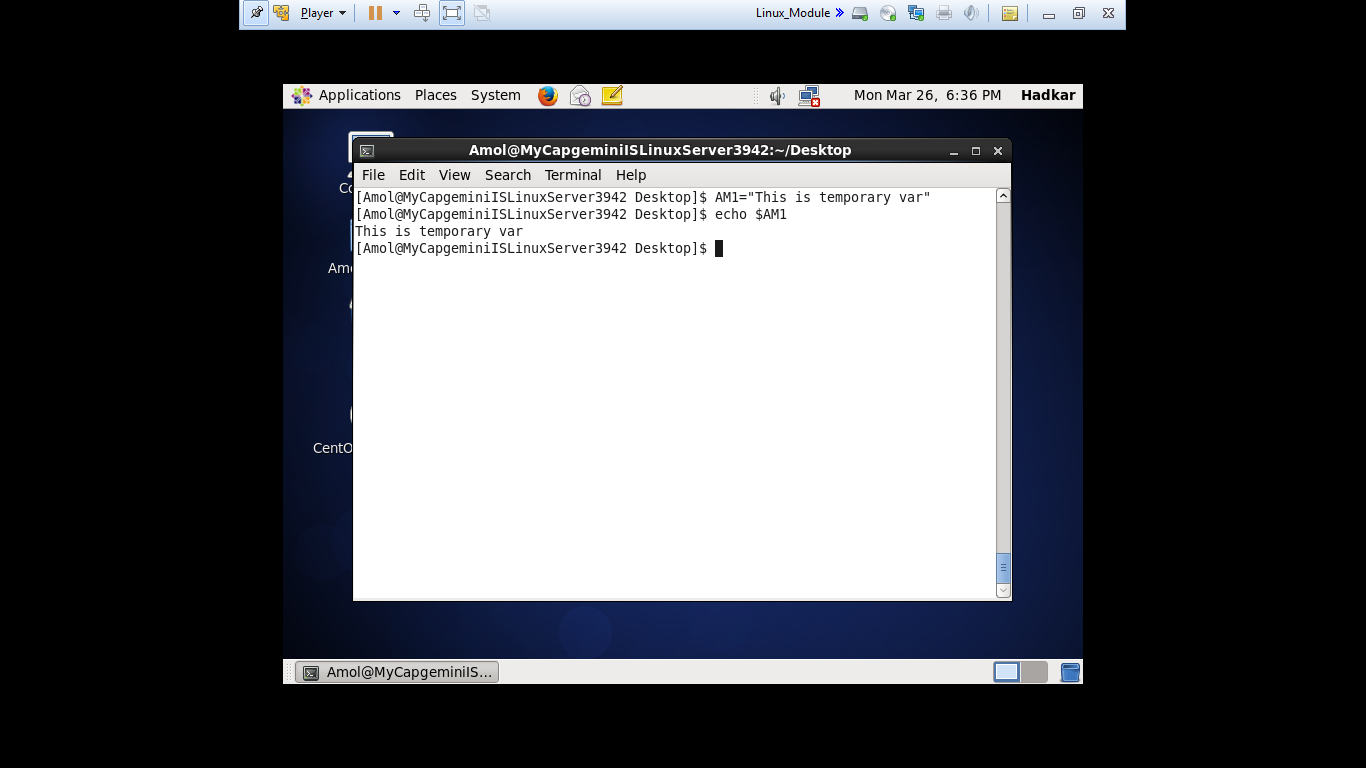 Player
Linux_Module
Applications Places System
Mon Mar 26, 6:36 PM Hadkar
Amol@MyCapgeminiISLinuxServer3942:~/Desktop
File Edit View Search Terminal Help
[Amol@MyCapgeminiISLinuxServer3942 Desktop]$ AM1="This is temporary var"
[Amol@MyCapgeminiISLinuxServer3942 Desktop]$ echo $AM1
This is temporary var
[Amol@MyCapgeminiISLinuxServer3942 Desktop]$
Co
Amo
CentO
Amol@MyCapgeminiIS...